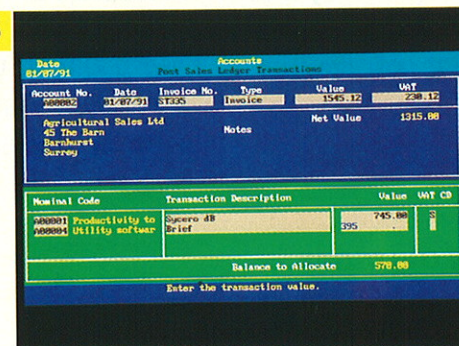 Date Accounts
01/07/91 Post Sales Ledger Transactions
Account No. Date Invoice No. Type Value VAT
A00002 01/07/91 ST335 Invoice 1545.12 230.12
Agricultural Sales Ltd Notes Net Value 1315.00
45 The Barn
Barnhurst
Surrey
Nominal Code Transaction Description Value VAT CD
A00001 Productivity to Sycero dB 745.00 S
A00004 Utility softwar Brief 395 .
Balance to Allocate 570.00
Enter the transaction value.